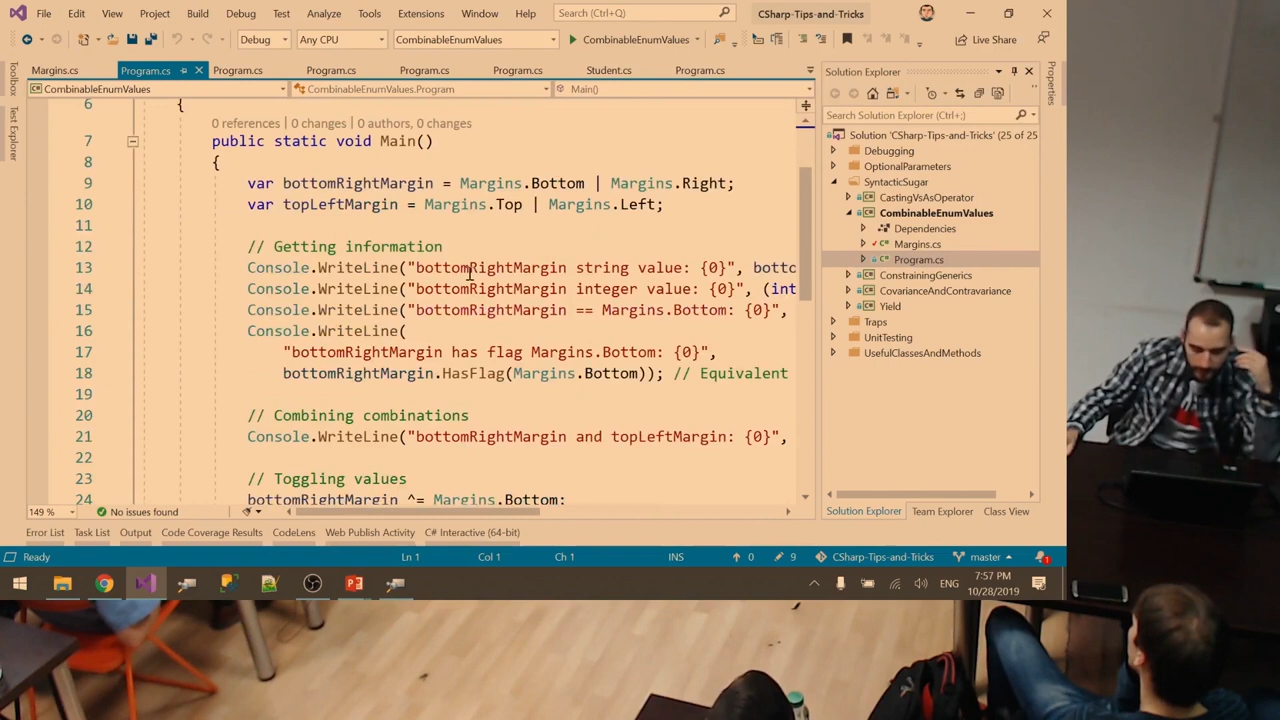 File Edit View Project Build Debug Test Analyze Tools Extensions Window Help Search (Ctrl+Q) CSharp-Tips-and-Tricks
Debug Any CPU CombinableEnumValues CombinableEnumValues Live Share
Margins.cs Program.cs Program.cs Program.cs Program.cs Program.cs Student.cs Program.cs
CombinableEnumValues CombinableEnumValues.Program Main()
Toolbox
Test Explorer
6 {
0 references | 0 changes | 0 authors, 0 changes
7 public static void Main()
8 {
9 var bottomRightMargin = Margins.Bottom | Margins.Right;
10 var topLeftMargin = Margins.Top | Margins.Left;
11
12 // Getting information
13 Console.WriteLine("bottomRightMargin string value: {0}", botto
14 Console.WriteLine("bottomRightMargin integer value: {0}", (int
15 Console.WriteLine("bottomRightMargin == Margins.Bottom: {0}",
16 Console.WriteLine(
17 "bottomRightMargin has flag Margins.Bottom: {0}",
18 bottomRightMargin.HasFlag(Margins.Bottom)); // Equivalent
19
20 // Combining combinations
21 Console.WriteLine("bottomRightMargin and topLeftMargin: {0}",
22
23 // Toggling values
24 bottomRightMargin ^= Margins.Bottom;
149 % No issues found
Solution Explorer
Search Solution Explorer (Ctrl+;)
Solution 'CSharp-Tips-and-Tricks' (25 of 25
Debugging
OptionalParameters
SyntacticSugar
CastingVsAsOperator
CombinableEnumValues
Dependencies
Margins.cs
Program.cs
ConstrainingGenerics
CovarianceAndContravariance
Yield
Traps
UnitTesting
UsefulClassesAndMethods
Solution Explorer Team Explorer Class View
Properties
Error List Task List Output Code Coverage Results CodeLens Web Publish Activity C# Interactive (64-bit)
Ready Ln 1 Col 1 Ch 1 INS 0 9 CSharp-Tips-and-Tricks master 1
ENG 7:57 PM
10/28/2019